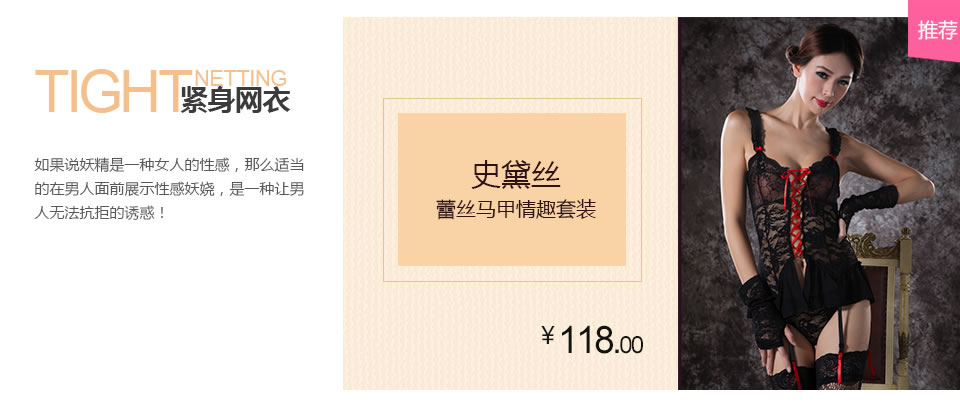 TIGHT NETTING
紧身网衣
如果说妖精是一种女人的性感，那么适当
的在男人面前展示性感妖娆，是一种让男
人无法抗拒的诱惑！
史黛丝
蕾丝马甲情趣套装
¥118.00
推荐